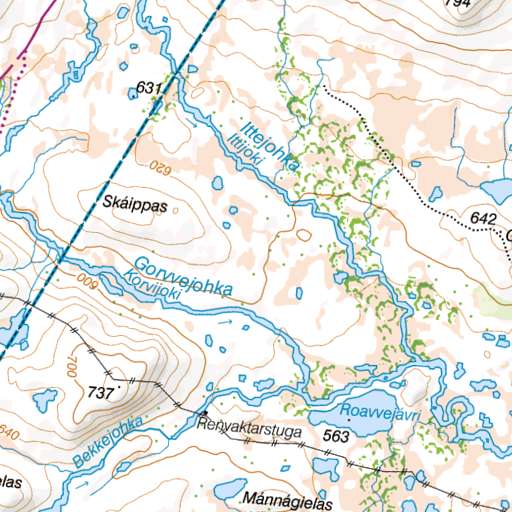 794
631
Ittejohka
Ittijoki
620
Skáippas
642
Gorvvejohka
Korvijoki
600
700
737
Roavvejávri
Renvaktarstuga
563
Bekkejohka
640
elas
Mánnágielas